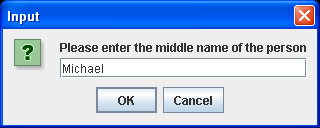 Input
?
Please enter the middle name of the person
Michael
OK
Cancel